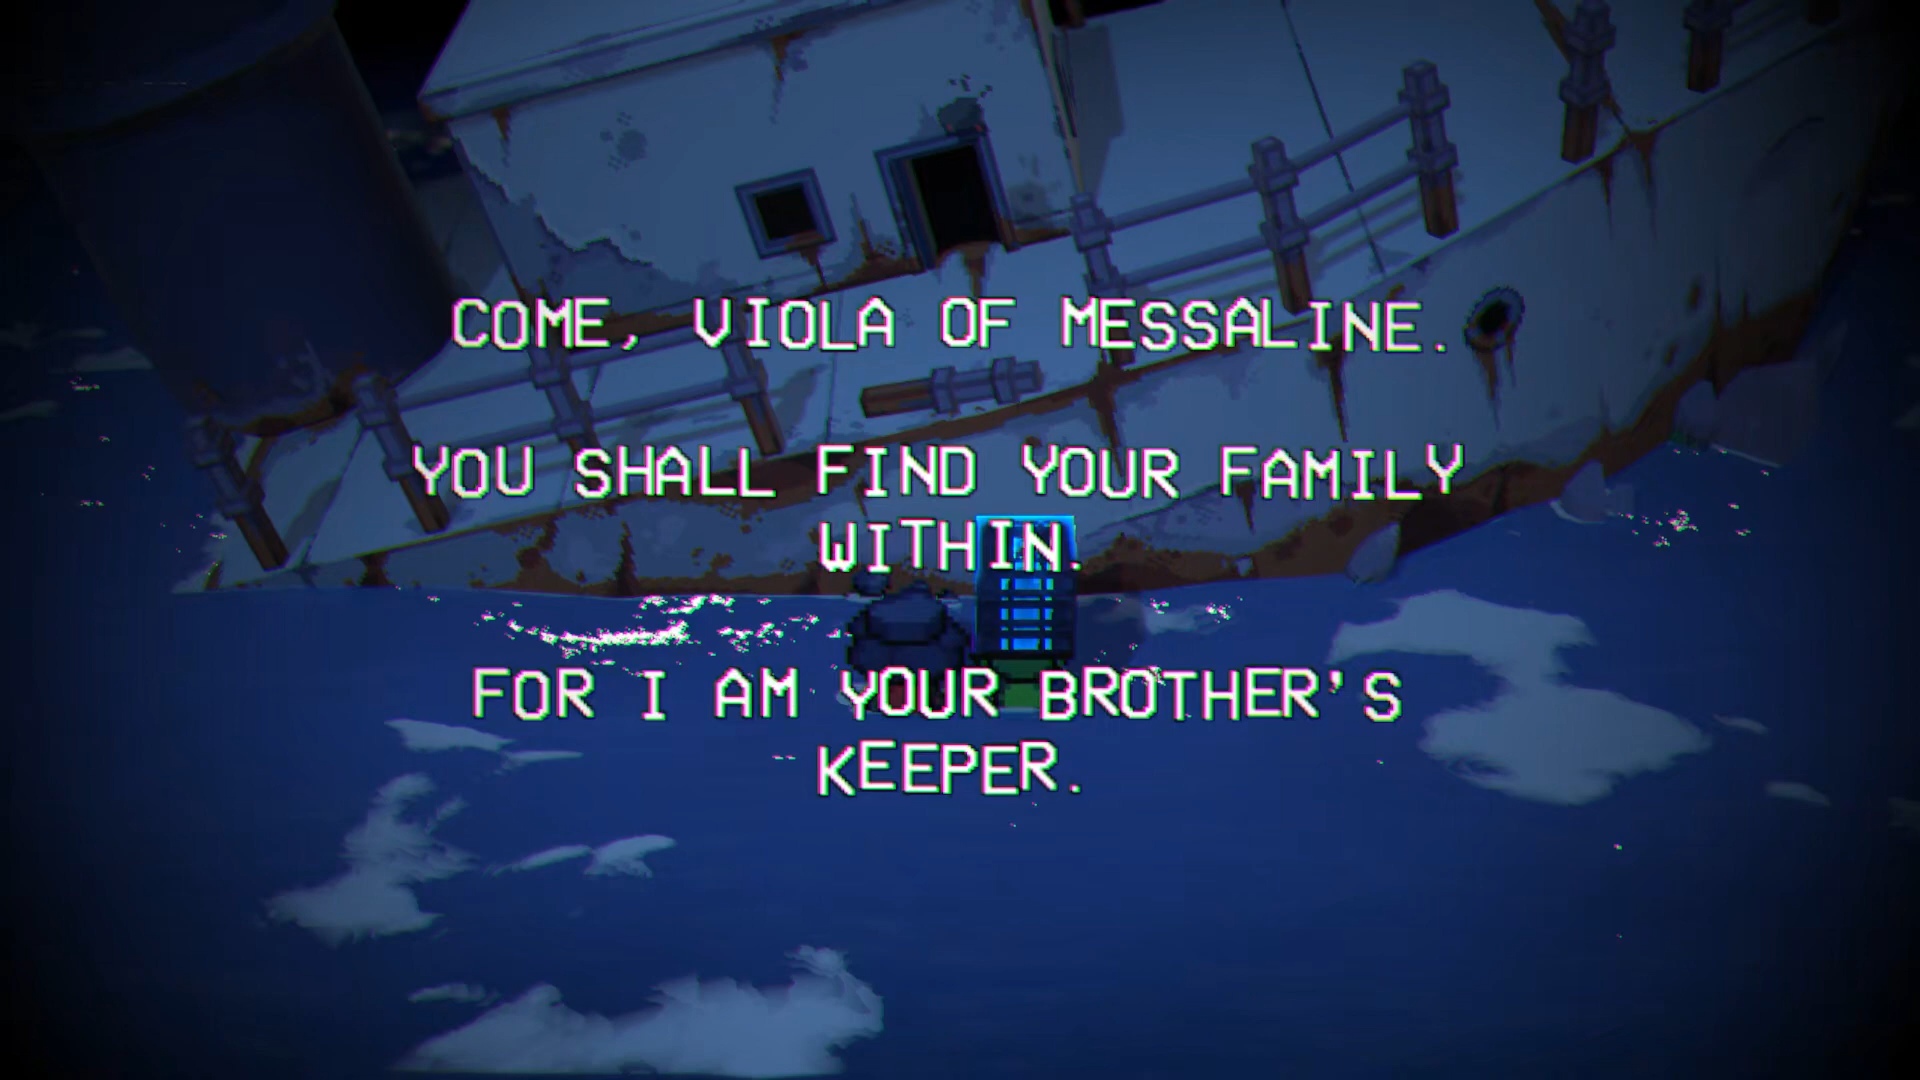 COME, VIOLA OF MESSALINE.
YOU SHALL FIND YOUR FAMILY
WITHIN.
FOR I AM YOUR BROTHER'S
KEEPER.